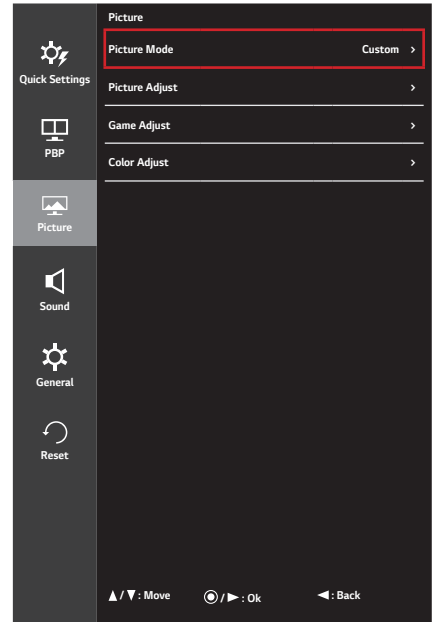 Picture
Picture Mode Custom >
Quick Settings
Picture Adjust >
Game Adjust >
PBP
Color Adjust >
Picture
Sound
General
Reset
▲/▼: Move ◉/►: Ok ◄: Back